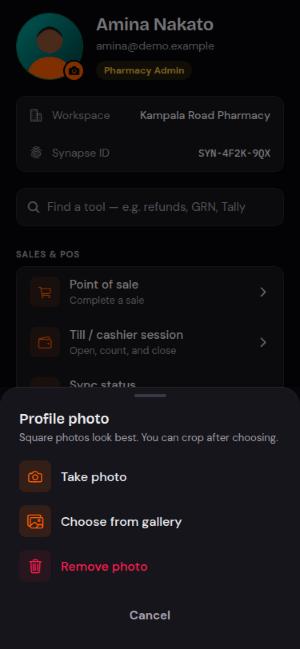 Amina Nakato
amina@demo.example
Pharmacy Admin
Workspace Kampala Road Pharmacy
Synapse ID SYN-4F2K-9QX
Find a tool — e.g. refunds, GRN, Tally
SALES & POS
Point of sale
Complete a sale
Till / cashier session
Open, count, and close
Sync status
Profile photo
Square photos look best. You can crop after choosing.
Take photo
Choose from gallery
Remove photo
Cancel